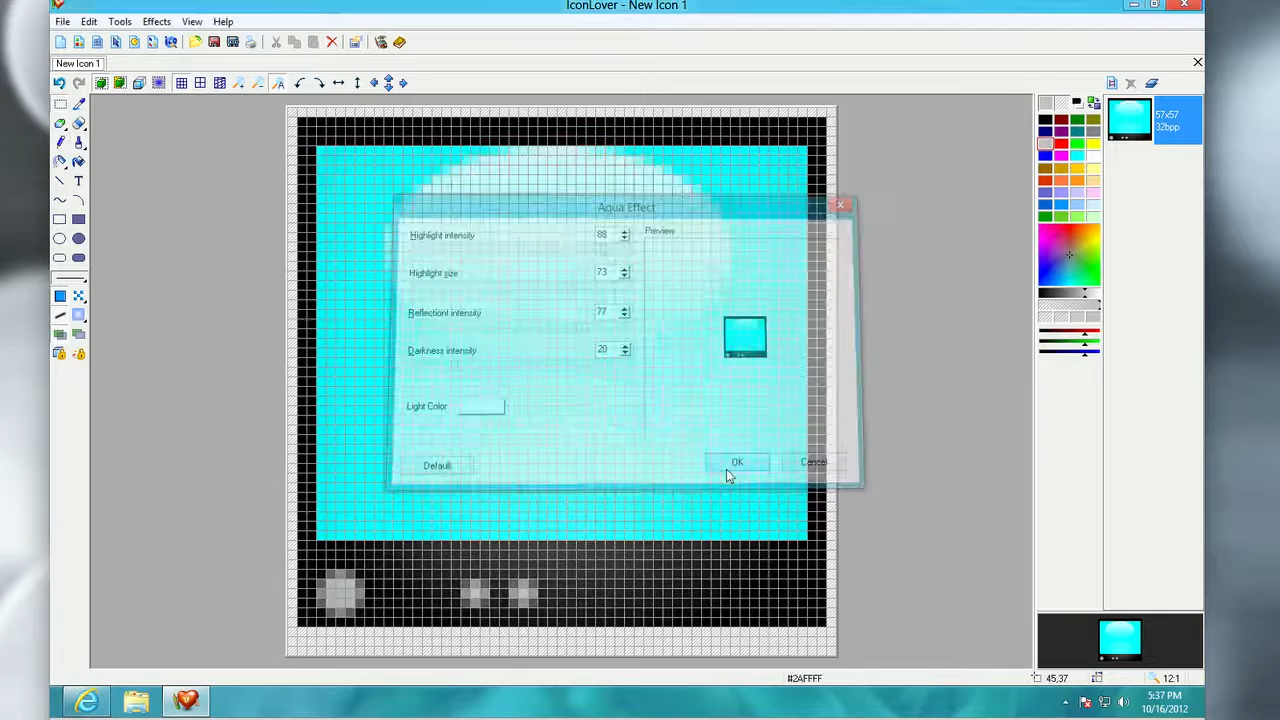 IconLover - New Icon 1
File Edit Tools Effects View Help
New Icon 1
57x57
32bpp
Aqua Effect
Highlight intensity 88
Preview
Highlight size 73
Reflection intensity 77
Darkness intensity 20
Light Color
Default OK Cancel
#2AFFFF 45,37 12:1
5:37 PM
10/16/2012